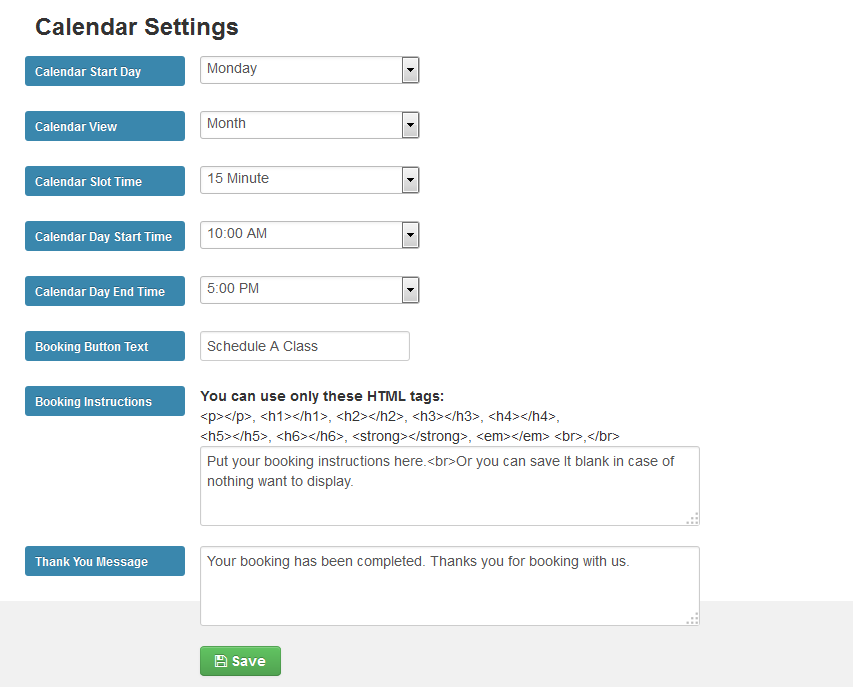 Calendar Settings
Calendar Start Day
Monday
Calendar View
Month
Calendar Slot Time
15 Minute
Calendar Day Start Time
10:00 AM
Calendar Day End Time
5:00 PM
Booking Button Text
Schedule A Class
Booking Instructions
You can use only these HTML tags:
<p></p>, <h1></h1>, <h2></h2>, <h3></h3>, <h4></h4>,
<h5></h5>, <h6></h6>, <strong></strong>, <em></em> <br>,</br>
Put your booking instructions here.<br>Or you can save It blank in case of
nothing want to display.
Thank You Message
Your booking has been completed. Thanks you for booking with us.
Save